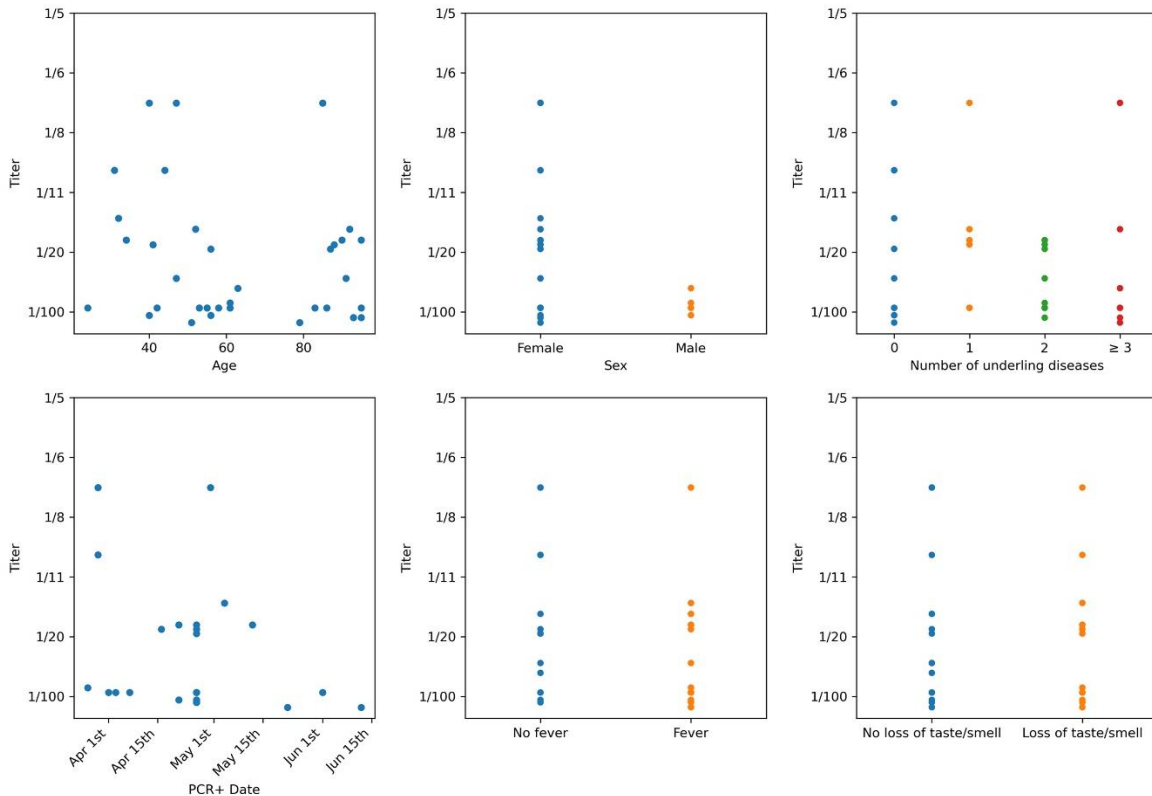 1/5
1/6
1/8
1/11
1/20
1/100
Titer
40
60
80
Age
1/5
1/6
1/8
1/11
1/20
1/100
Titer
Female
Male
Sex
1/5
1/6
1/8
1/11
1/20
1/100
Titer
0
1
2
≥ 3
Number of underling diseases
1/5
1/6
1/8
1/11
1/20
1/100
Titer
Apr 1st
Apr 15th
May 1st
May 15th
Jun 1st
Jun 15th
PCR+ Date
1/5
1/6
1/8
1/11
1/20
1/100
Titer
No fever
Fever
1/5
1/6
1/8
1/11
1/20
1/100
Titer
No loss of taste/smell
Loss of taste/smell